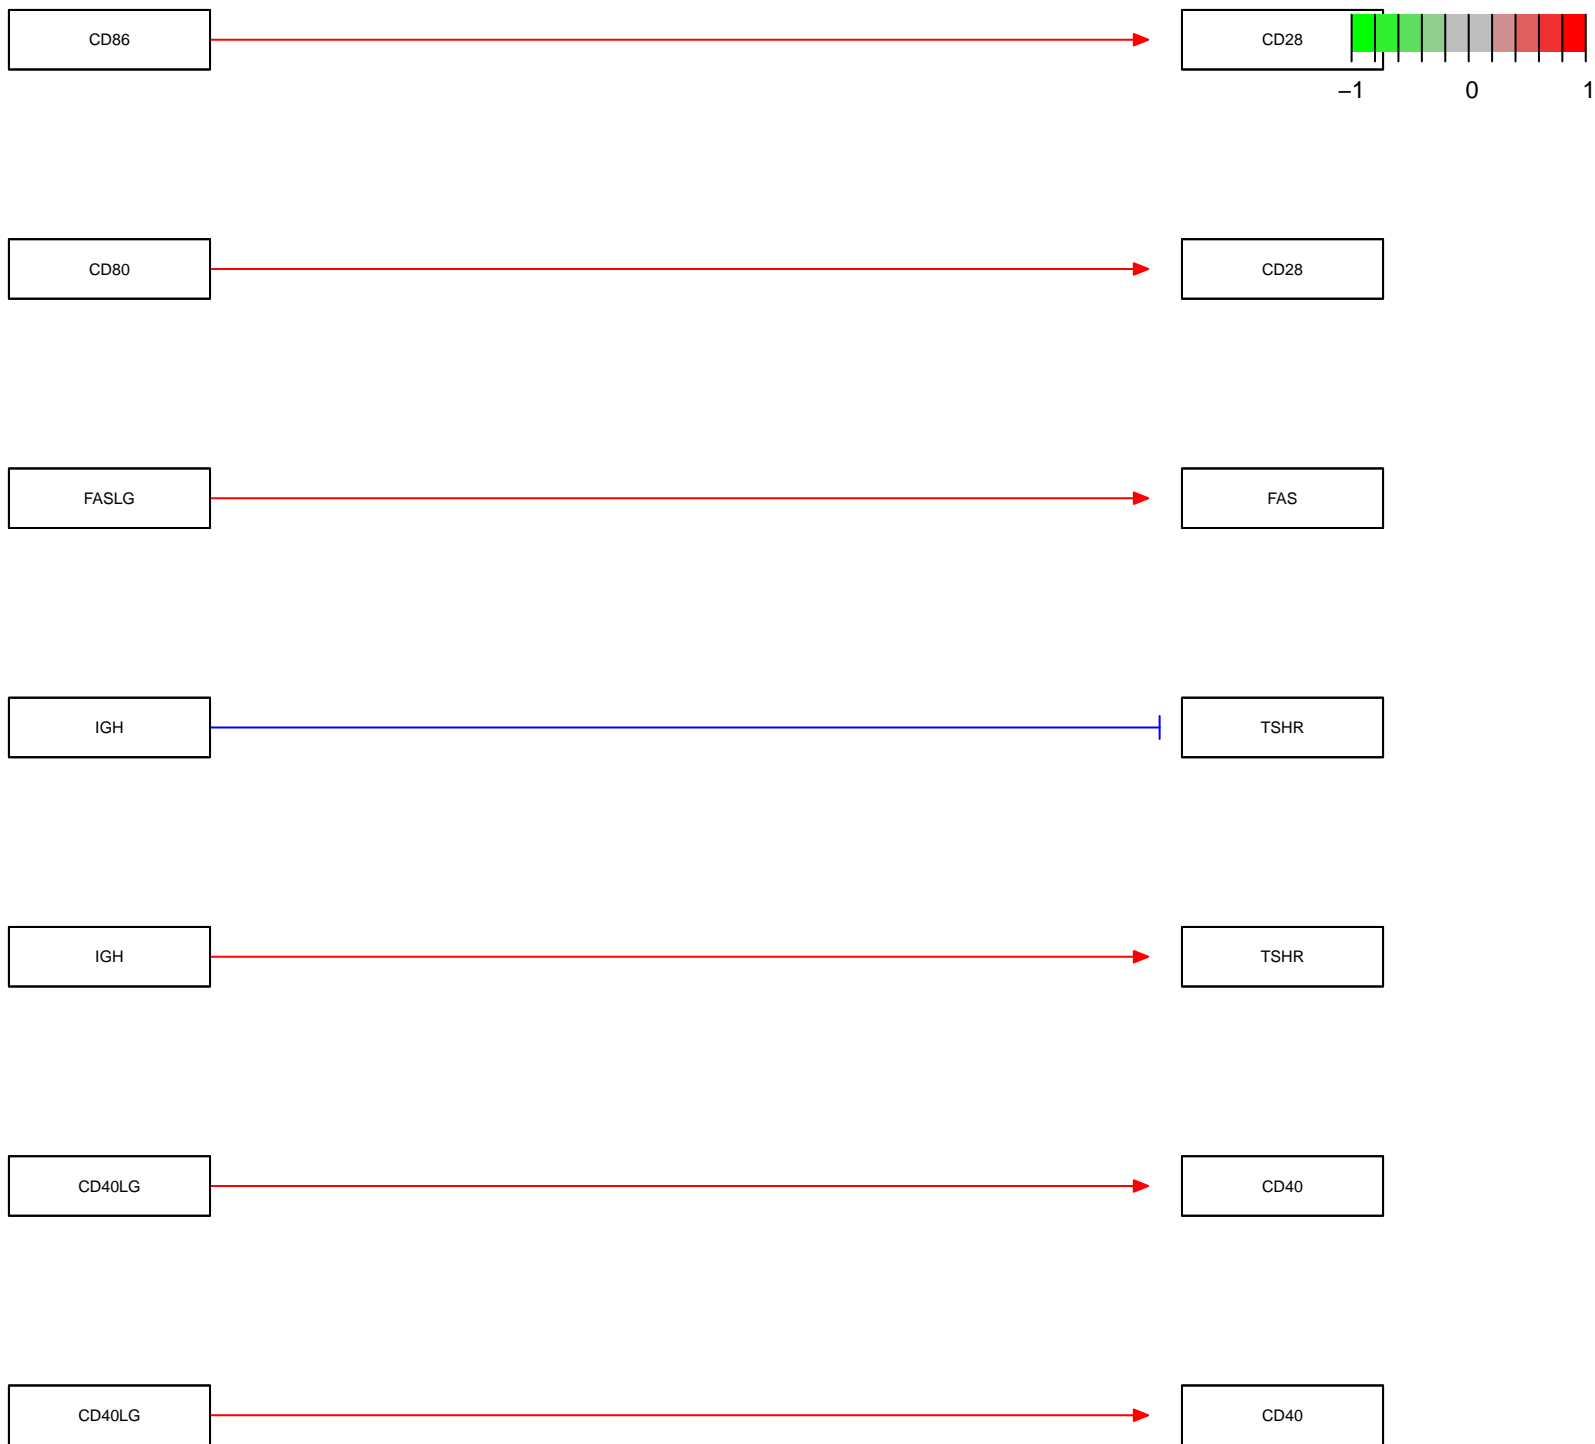 CD86 CD28
−1 0 1
CD80 CD28
FASLG FAS
IGH TSHR
IGH TSHR
CD40LG CD40
CD40LG CD40